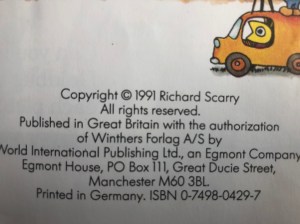 Copyright © 1991 Richard Scarry
All rights reserved.
Published in Great Britain with the authorization
of Winthers Forlag A/S by
World International Publishing Ltd., an Egmont Company,
Egmont House, PO Box 111, Great Ducie Street,
Manchester M60 3BL.
Printed in Germany. ISBN 0-7498-0429-7